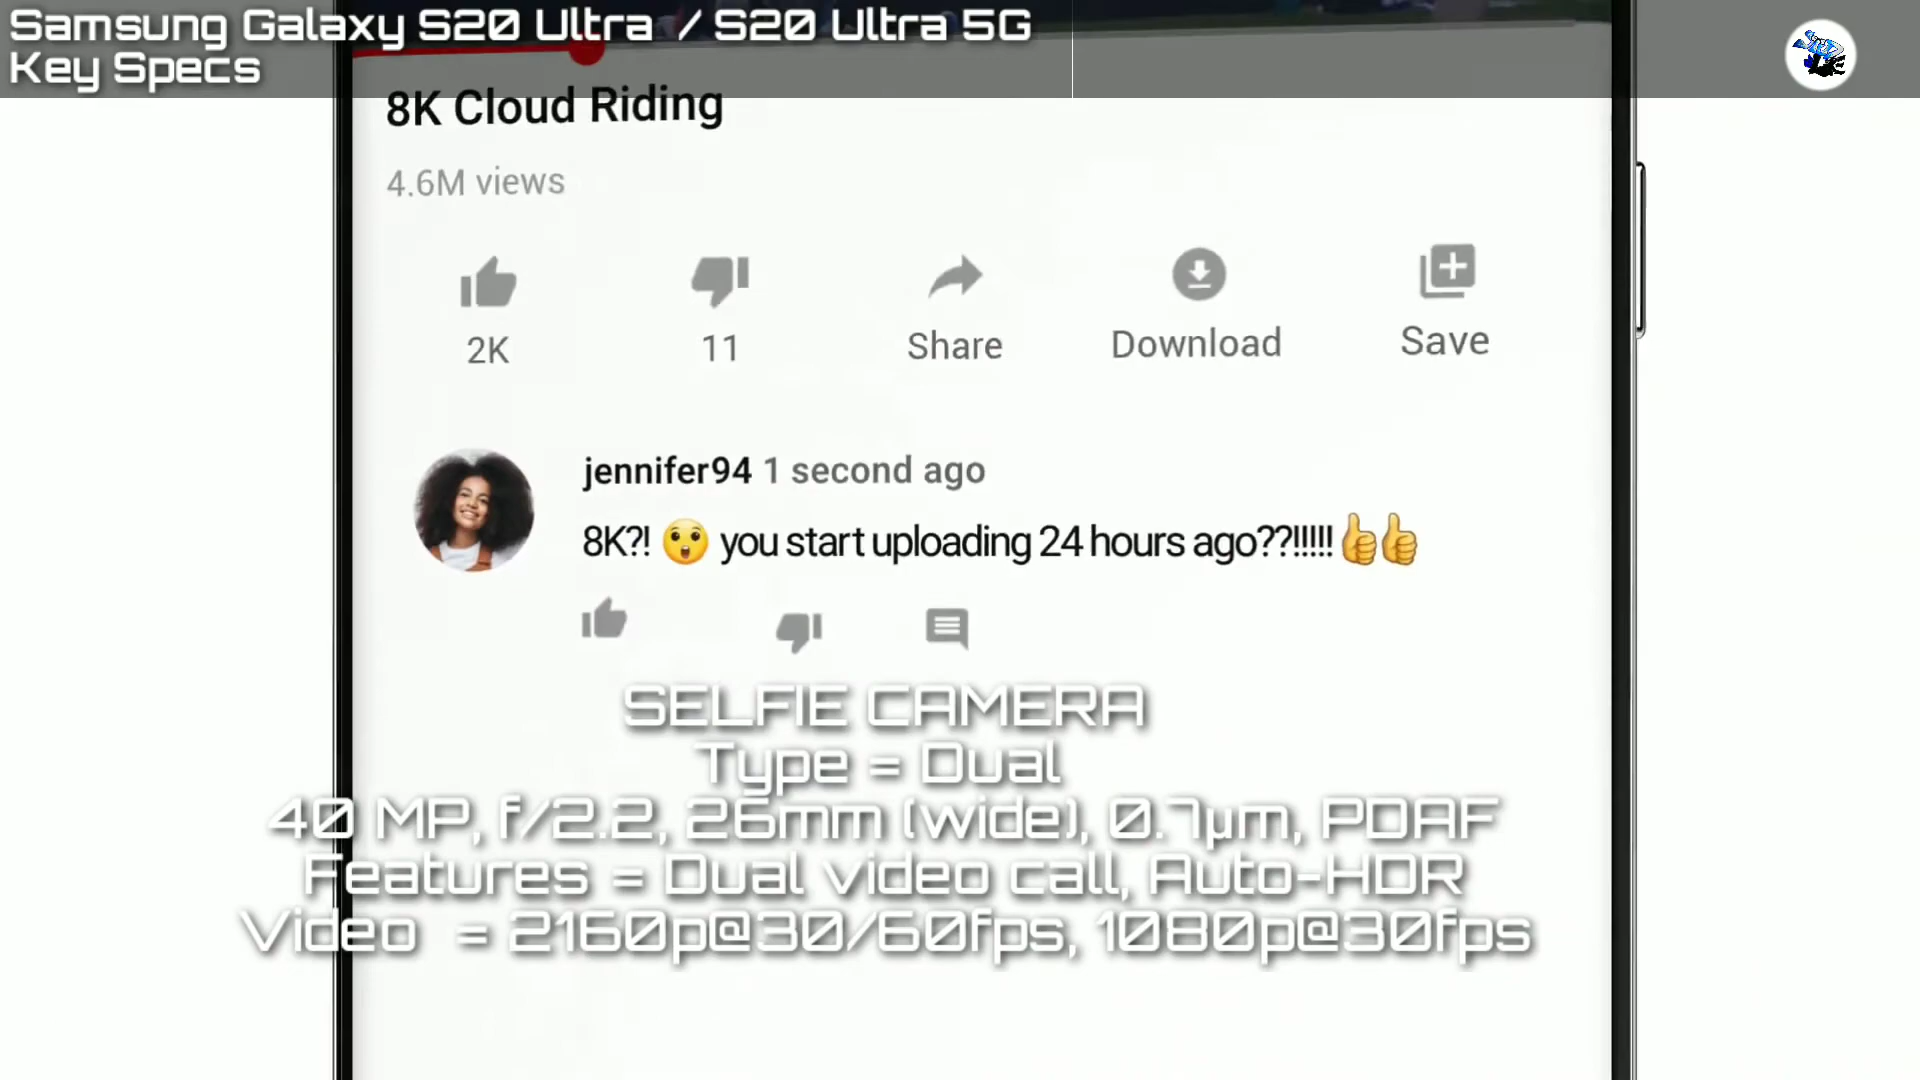 Samsung Galaxy S20 Ultra / S20 Ultra 5G
Key Specs
8K Cloud Riding
4.6M views
2K
11
Share
Download
Save
jennifer94 1 second ago
8K?! 😮 you start uploading 24 hours ago??!!!!! 👍👍
SELFIE CAMERA
Type = Dual
40 MP, f/2.2, 26mm (wide), 0.7µm, PDAF
Features = Dual video call, Auto-HDR
Video = 2160p@30/60fps, 1080p@30fps